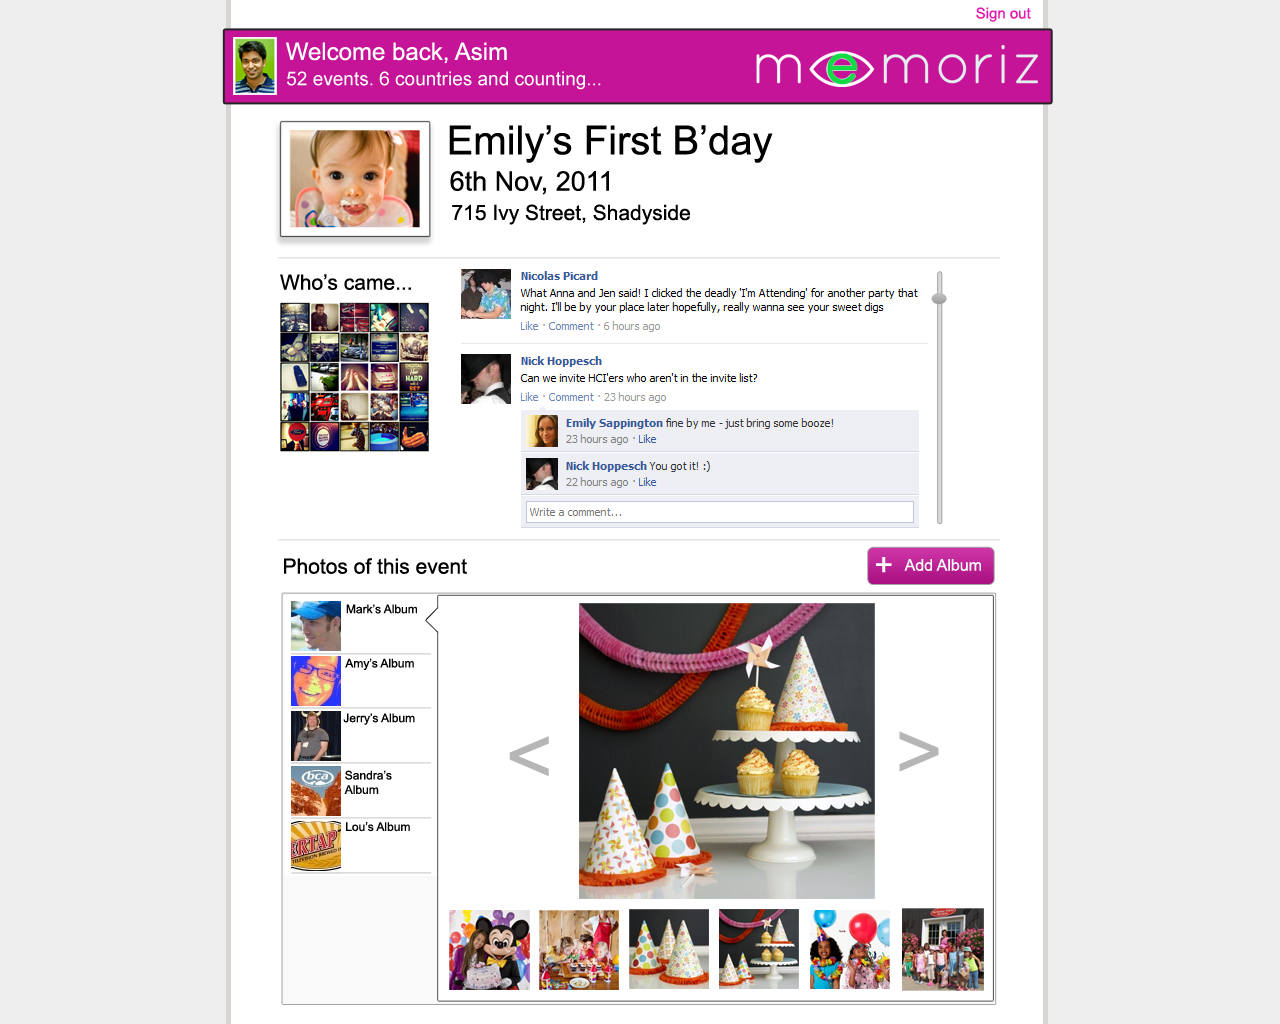 Sign out
Welcome back, Asim
52 events. 6 countries and counting...
memoriz
Emily's First B'day
6th Nov, 2011
715 Ivy Street, Shadyside
Who's came...
Nicolas Picard
What Anna and Jen said! I clicked the deadly 'I'm Attending' for another party that
night. I'll be by your place later hopefully, really wanna see your sweet digs
Like · Comment · 6 hours ago
Nick Hoppesch
Can we invite HCI'ers who aren't in the invite list?
Like · Comment · 23 hours ago
Emily Sappington fine by me - just bring some booze!
23 hours ago · Like
Nick Hoppesch You got it! :)
22 hours ago · Like
Write a comment...
Photos of this event
+ Add Album
Mark's Album
Amy's Album
Jerry's Album
bca
Sandra's
Album
RTAP
Lou's Album
<
>